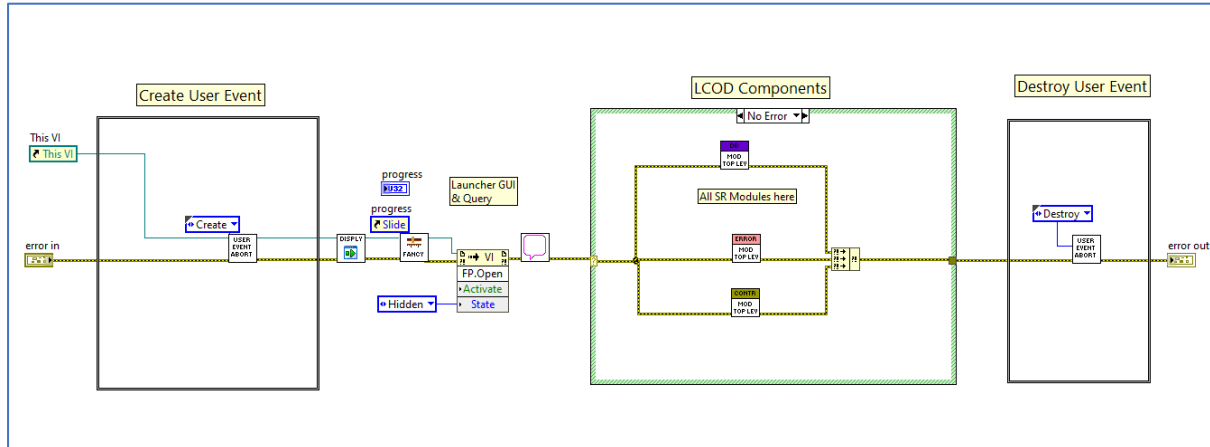 Create User Event
LCOD Components
Destroy User Event
No Error
This VI
This VI
Create
USER
EVENT
ABORT
error in
progress
U32
progress
Slide
DISPLY
FANCT
Launcher GUI
& Query
VI
FP.Open
Activate
State
Hidden
MOD
TOP LEV
All SR Modules here
ERROR
MOD
TOP LEV
CONTR.
MOD
TOP LEV
Destroy
USER
EVENT
ABORT
error out